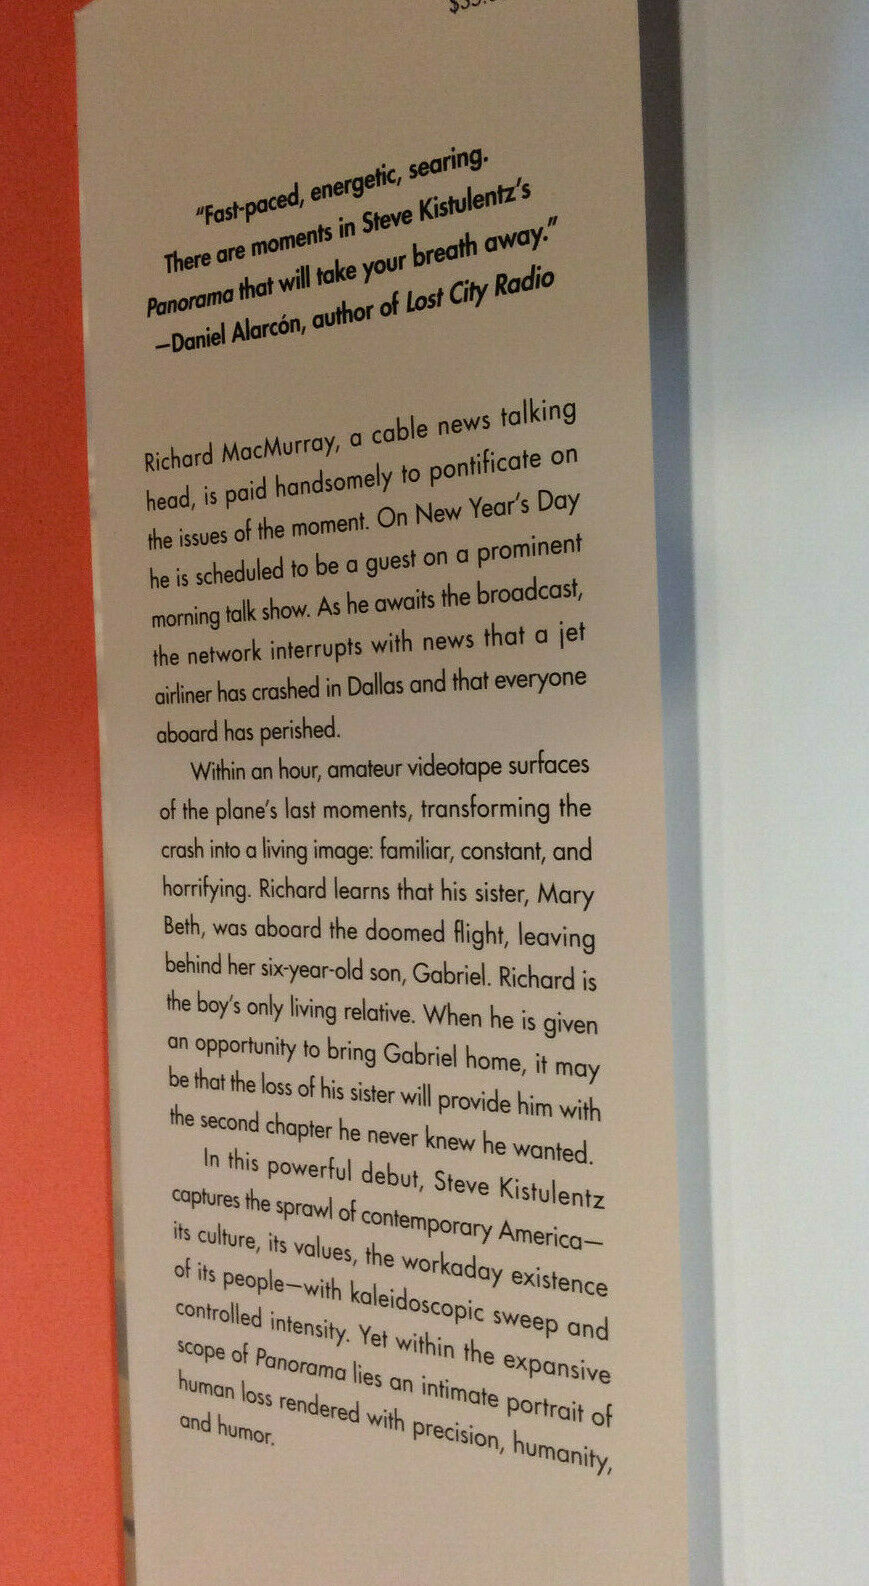 "Fast-paced, energetic, searing.
There are moments in Steve Kistulentz's
Panorama that will take your breath away."
—Daniel Alarcón, author of Lost City Radio
Richard MacMurray, a cable news talking
head, is paid handsomely to pontificate on
the issues of the moment. On New Year's Day
he is scheduled to be a guest on a prominent
morning talk show. As he awaits the broadcast,
the network interrupts with news that a jet
airliner has crashed in Dallas and that everyone
aboard has perished.
Within an hour, amateur videotape surfaces
of the plane's last moments, transforming the
crash into a living image: familiar, constant, and
horrifying. Richard learns that his sister, Mary
Beth, was aboard the doomed flight, leaving
behind her six-year-old son, Gabriel. Richard is
the boy's only living relative. When he is given
an opportunity to bring Gabriel home, it may
be that the loss of his sister will provide him with
the second chapter he never knew he wanted.
In this powerful debut, Steve Kistulentz
captures the sprawl of contemporary America—
its culture, its values, the workaday existence
of its people—with kaleidoscopic sweep and
controlled intensity. Yet within the expansive
scope of Panorama lies an intimate portrait of
human loss rendered with precision, humanity,
and humor.